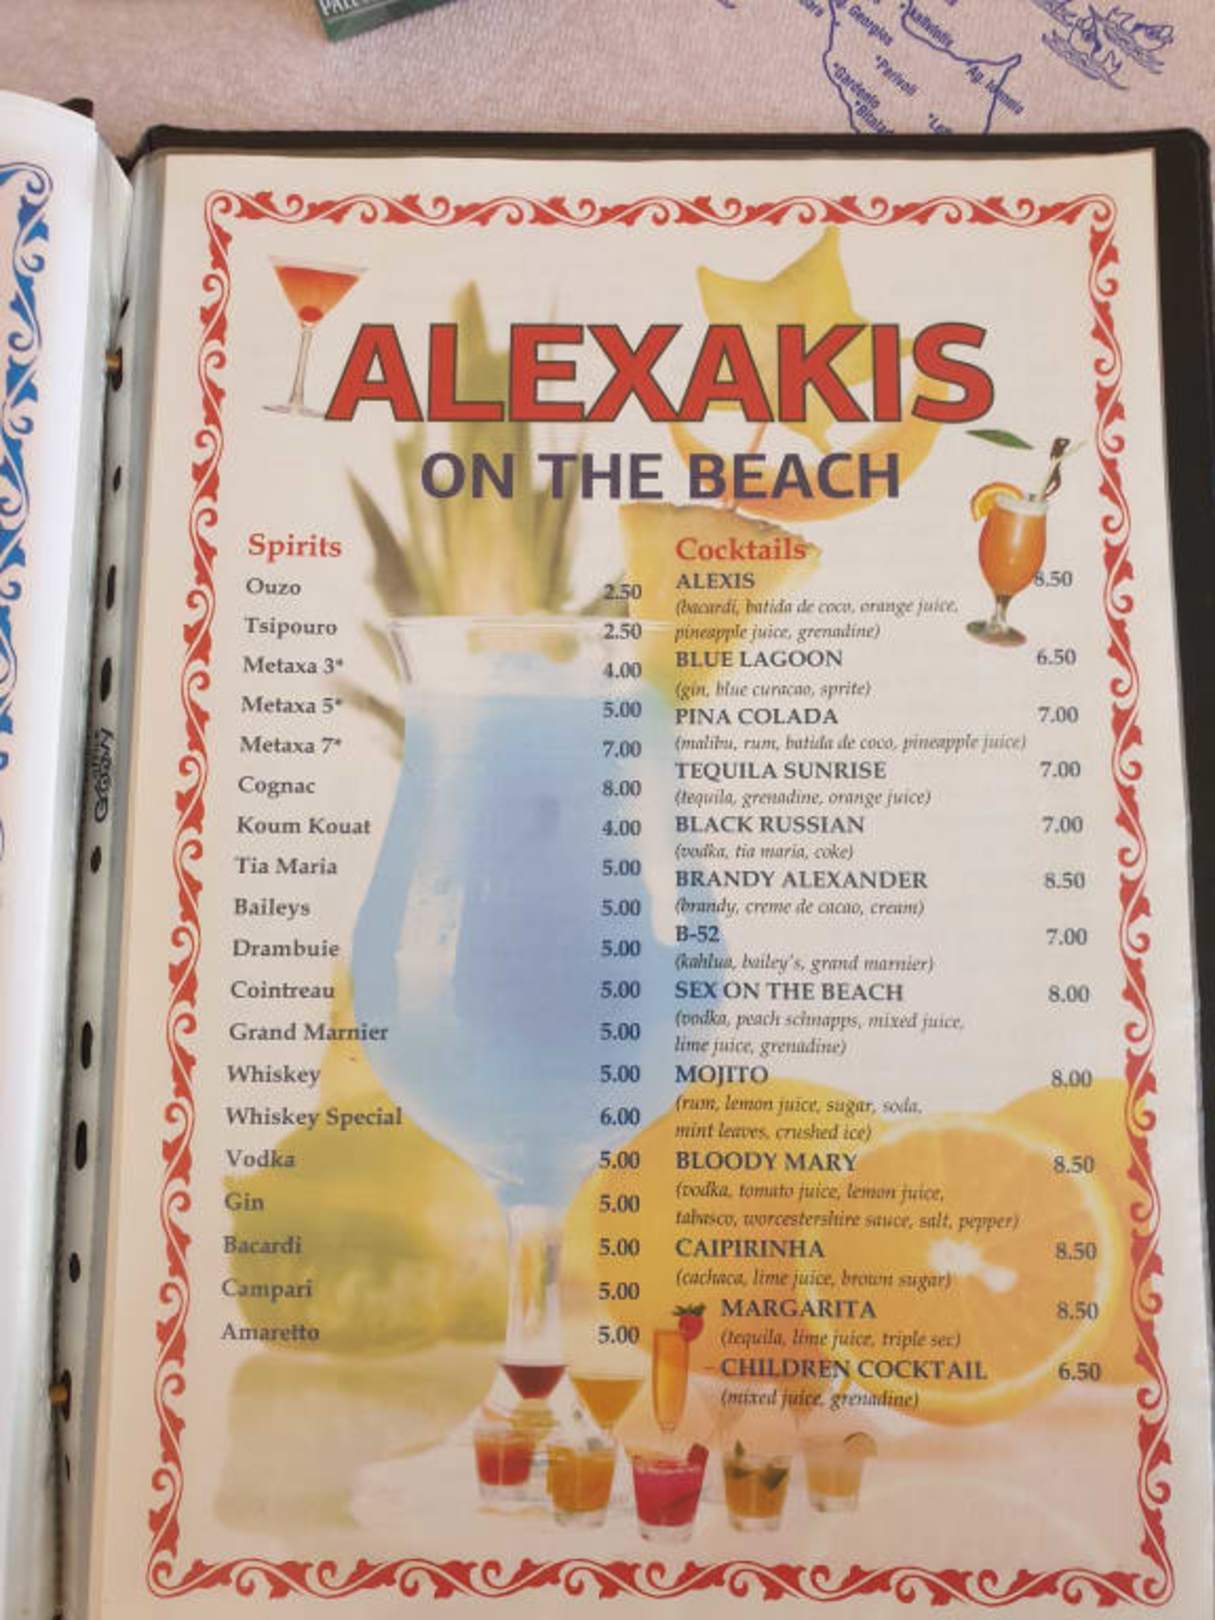 Ag. Georgios
Kalliviotis
Perivoli
Gardenio
Bitalad
ALEXAKIS
ON THE BEACH
Spirits
Ouzo 2.50
Tsipouro 2.50
Metaxa 3* 4.00
Metaxa 5* 5.00
Metaxa 7* 7.00
Cognac 8.00
Koum Kouat 4.00
Tia Maria 5.00
Baileys 5.00
Drambuie 5.00
Cointreau 5.00
Grand Marnier 5.00
Whiskey 5.00
Whiskey Special 6.00
Vodka 5.00
Gin 5.00
Bacardi 5.00
Campari 5.00
Amaretto 5.00
Cocktails
ALEXIS 8.50
(bacardi, batida de coco, orange juice,
pineapple juice, grenadine)
BLUE LAGOON 6.50
(gin, blue curacao, sprite)
PINA COLADA 7.00
(malibu, rum, batida de coco, pineapple juice)
TEQUILA SUNRISE 7.00
(tequila, grenadine, orange juice)
BLACK RUSSIAN 7.00
(vodka, tia maria, coke)
BRANDY ALEXANDER 8.50
(brandy, creme de cacao, cream)
B-52 7.00
(kahlua, bailey's, grand marnier)
SEX ON THE BEACH 8.00
(vodka, peach schnapps, mixed juice,
lime juice, grenadine)
MOJITO 8.00
(rum, lemon juice, sugar, soda,
mint leaves, crushed ice)
BLOODY MARY 8.50
(vodka, tomato juice, lemon juice,
tabasco, worcestershire sauce, salt, pepper)
CAIPIRINHA 8.50
(cachaca, lime juice, brown sugar)
MARGARITA 8.50
(tequila, lime juice, triple sec)
CHILDREN COCKTAIL 6.50
(mixed juice, grenadine)